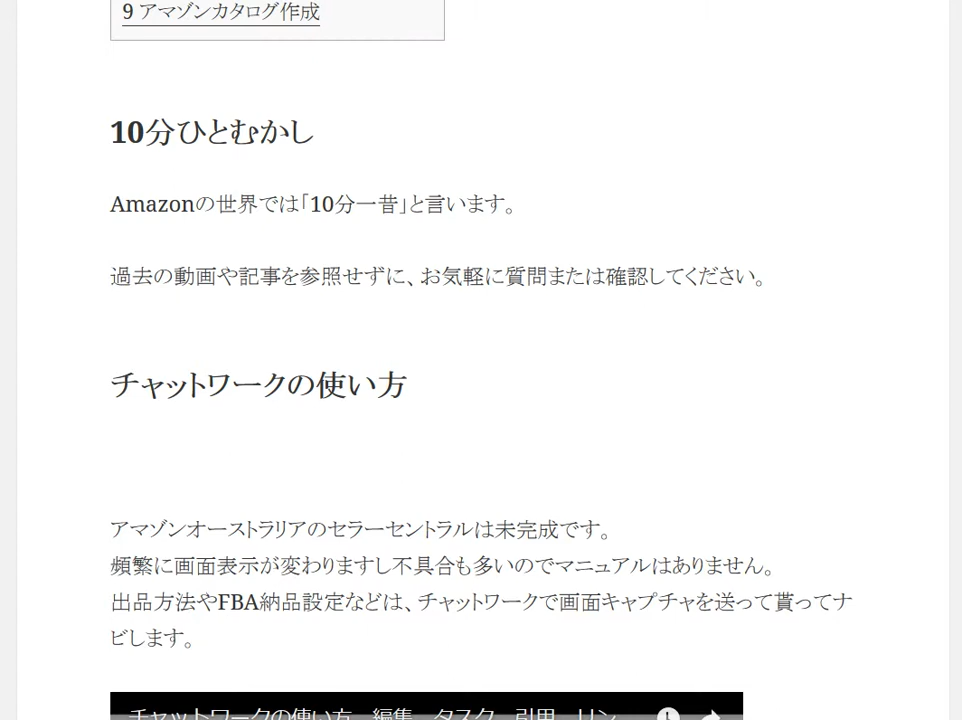 9 アマゾンカタログ作成
10分ひとむかし
Amazonの世界では「10分一昔」と言います。
過去の動画や記事を参照せずに、お気軽に質問または確認してください。
チャットワークの使い方
アマゾンオーストラリアのセラーセントラルは未完成です。
頻繁に画面表示が変わりますし不具合も多いのでマニュアルはありません。
出品方法やFBA納品設定などは、チャットワークで画面キャプチャを送って貰ってナ
ビします。
チャットワークの使い方 編集 タスク 引用 リン